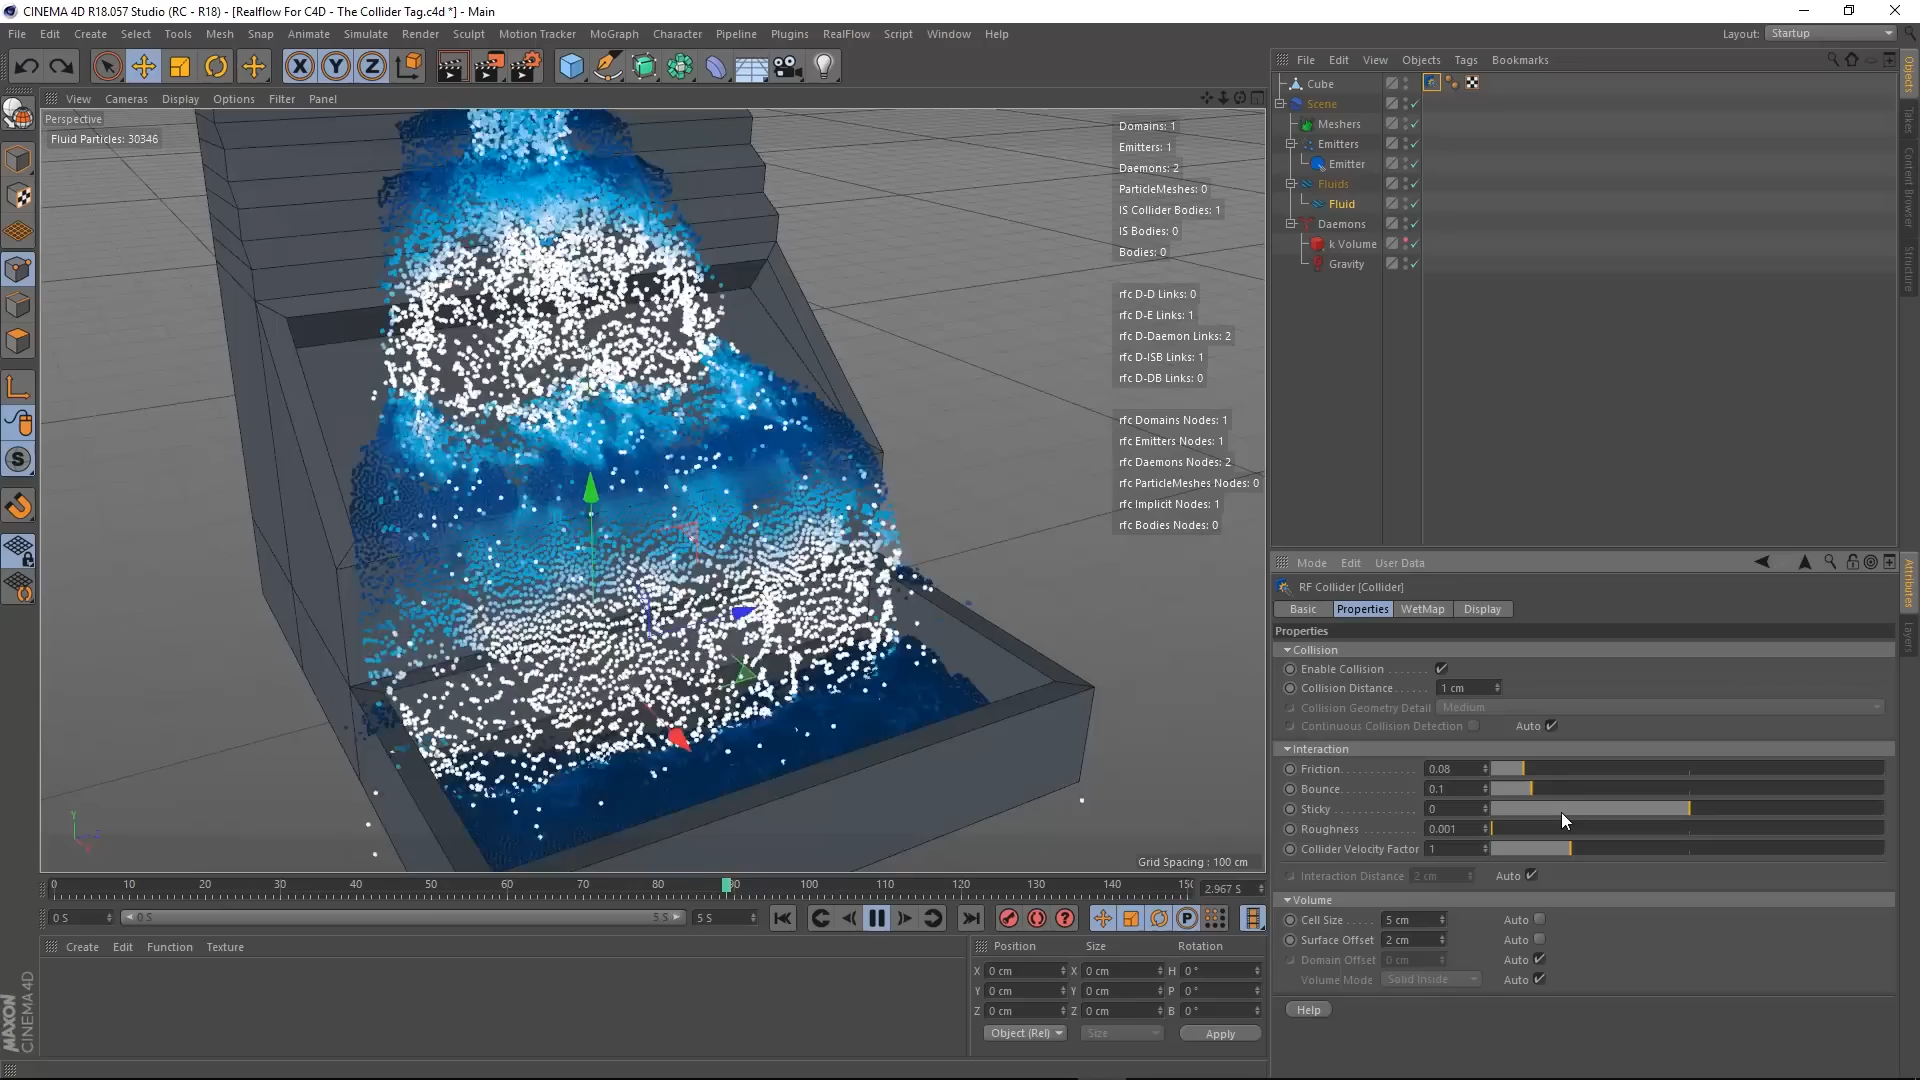 CINEMA 4D R18.057 Studio (RC - R18) - [Realflow For C4D - The Collider Tag.c4d *] - Main
File Edit Create Select Tools Mesh Snap Animate Simulate Render Sculpt Motion Tracker MoGraph Character Pipeline Plugins RealFlow Script Window Help
Layout: Startup
X Y Z
View Cameras Display Options Filter Panel
Perspective
Fluid Particles: 30346
Domains: 1
Emitters: 1
Daemons: 2
ParticleMeshes: 0
IS Collider Bodies: 1
IS Bodies: 0
Bodies: 0
rfc D-D Links: 0
rfc D-E Links: 1
rfc D-Daemon Links: 2
rfc D-ISB Links: 1
rfc D-DB Links: 0
rfc Domains Nodes: 1
rfc Emitters Nodes: 1
rfc Daemons Nodes: 2
rfc ParticleMeshes Nodes: 0
rfc Implicit Nodes: 1
rfc Bodies Nodes: 0
Y
Grid Spacing : 100 cm
S
0 10 20 30 40 50 60 70 80 90 100 110 120 130 140 150
2.967 S
0 S
0 S
5 S
5 S
P
Create Edit Function Texture
Position Size Rotation
X 0 cm X 0 cm H 0 °
Y 0 cm Y 0 cm P 0 °
Z 0 cm Z 0 cm B 0 °
Object (Rel) Size Apply
MAXON
CINEMA 4D
File Edit View Objects Tags Bookmarks
Cube
Scene
Meshers
Emitters
Emitter
Fluids
Fluid
Daemons
k Volume
Gravity
Objects
Takes
Content Browser
Structure
Mode Edit User Data
RF Collider [Collider]
Basic Properties WetMap Display
Properties
Collision
Enable Collision
Collision Distance 1 cm
Collision Geometry Detail Medium
Continuous Collision Detection Auto
Interaction
Friction 0.08
Bounce 0.1
Sticky 0
Roughness 0.001
Collider Velocity Factor 1
Interaction Distance 2 cm Auto
Volume
Cell Size 5 cm Auto
Surface Offset 2 cm Auto
Domain Offset 0 cm Auto
Volume Mode Solid Inside Auto
Help
Attributes
Layers